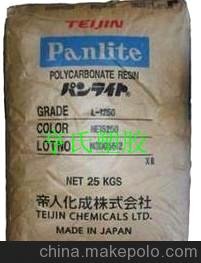 TEIJIN
Panlite
POLYCARBONATE RESIN
パンライト
GRADE L-1250
COLOR
LOT NO
NET 25 KGS
帝人化成株式会社
TEIJIN CHEMICALS LTD.
MADE IN JAPAN
china.makepolo.com